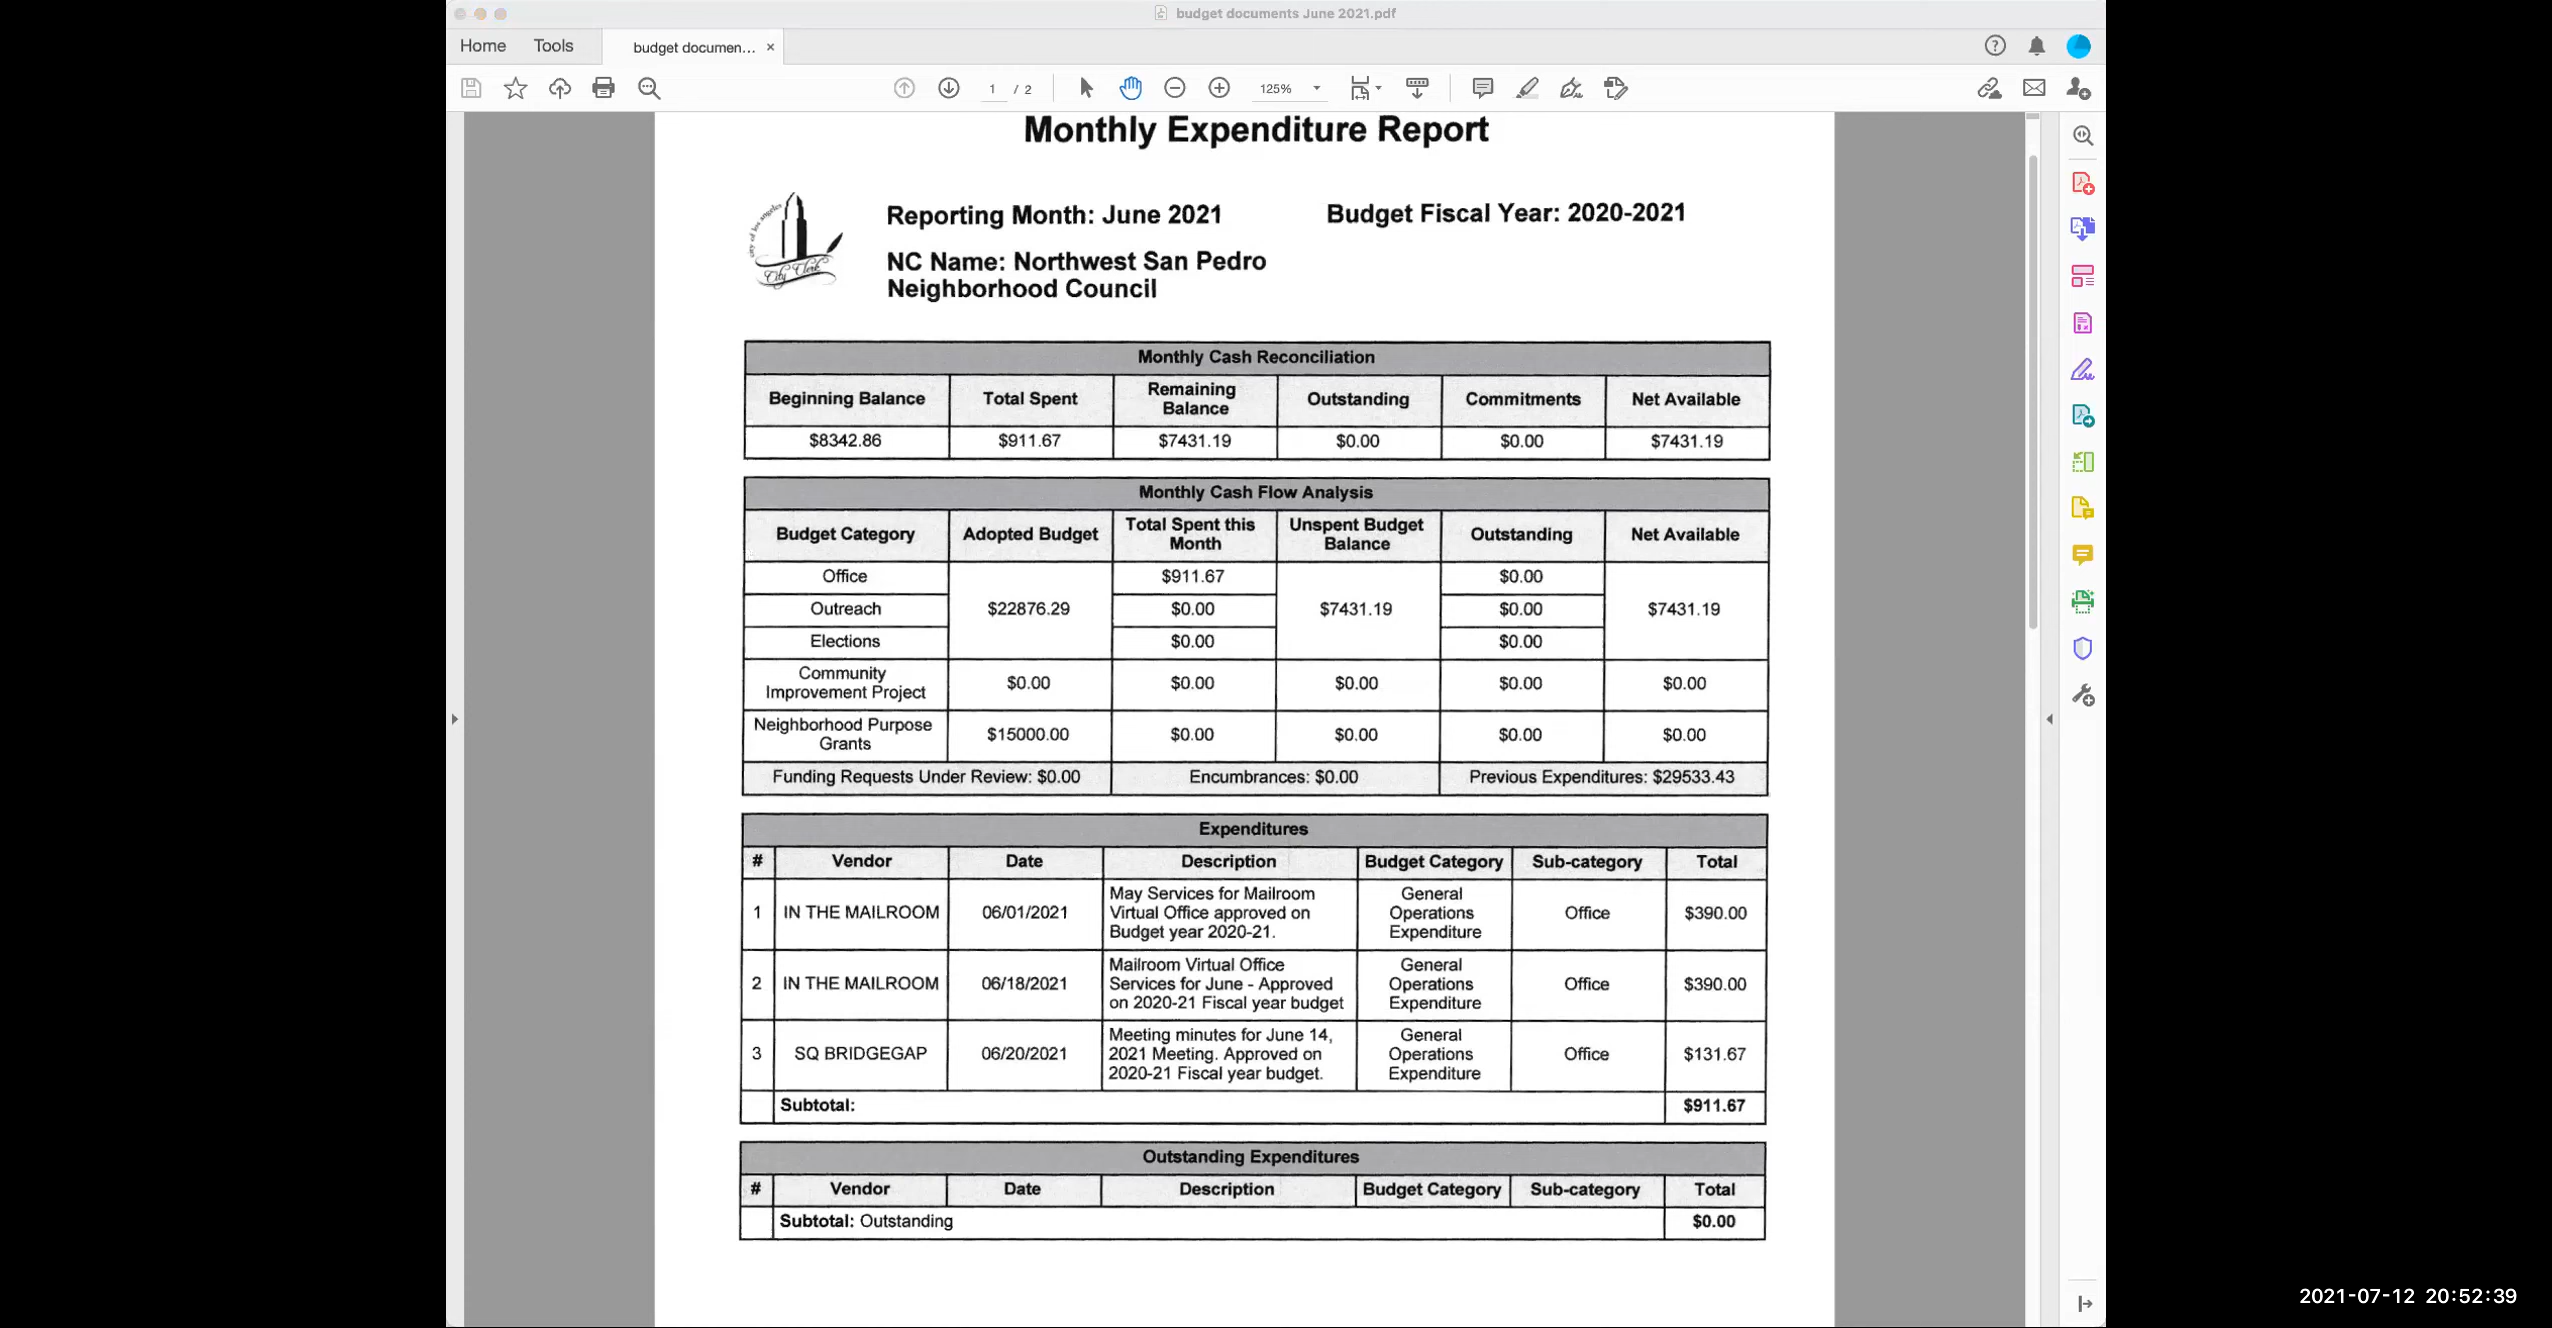 budget documents June 2021.pdf
Home Tools budget documen... ×
1 / 2 125%
Monthly Expenditure Report
city of los angeles
City Clerk
Reporting Month: June 2021 Budget Fiscal Year: 2020-2021
NC Name: Northwest San Pedro
Neighborhood Council
Monthly Cash Reconciliation
Beginning Balance Total Spent Remaining Balance Outstanding Commitments Net Available
$8342.86 $911.67 $7431.19 $0.00 $0.00 $7431.19
Monthly Cash Flow Analysis
Budget Category Adopted Budget Total Spent this Month Unspent Budget Balance Outstanding Net Available
Office $911.67 $0.00
Outreach $22876.29 $0.00 $7431.19 $0.00 $7431.19
Elections $0.00 $0.00
Community Improvement Project $0.00 $0.00 $0.00 $0.00 $0.00
Neighborhood Purpose Grants $15000.00 $0.00 $0.00 $0.00 $0.00
Funding Requests Under Review: $0.00 Encumbrances: $0.00 Previous Expenditures: $29533.43
Expenditures
# Vendor Date Description Budget Category Sub-category Total
1 IN THE MAILROOM 06/01/2021 May Services for Mailroom Virtual Office approved on Budget year 2020-21. General Operations Expenditure Office $390.00
2 IN THE MAILROOM 06/18/2021 Mailroom Virtual Office Services for June - Approved on 2020-21 Fiscal year budget General Operations Expenditure Office $390.00
3 SQ BRIDGEGAP 06/20/2021 Meeting minutes for June 14, 2021 Meeting. Approved on 2020-21 Fiscal year budget. General Operations Expenditure Office $131.67
Subtotal: $911.67
Outstanding Expenditures
# Vendor Date Description Budget Category Sub-category Total
Subtotal: Outstanding $0.00
2021-07-12 20:52:39